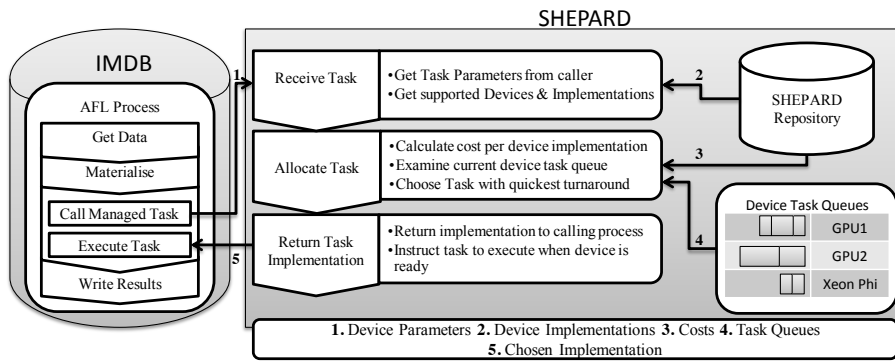 SHEPARD
IMDB
AFL Process
Get Data
Materialise
Call Managed Task
Execute Task
Write Results
1
Receive Task
•Get Task Parameters from caller
•Get supported Devices & Implementations
2
SHEPARD
Repository
Allocate Task
•Calculate cost per device implementation
•Examine current device task queue
•Choose Task with quickest turnaround
3
4
Device Task Queues
GPU1
GPU2
Xeon Phi
5
Return Task
Implementation
•Return implementation to calling process
•Instruct task to execute when device is
ready
1. Device Parameters 2. Device Implementations 3. Costs 4. Task Queues
5. Chosen Implementation